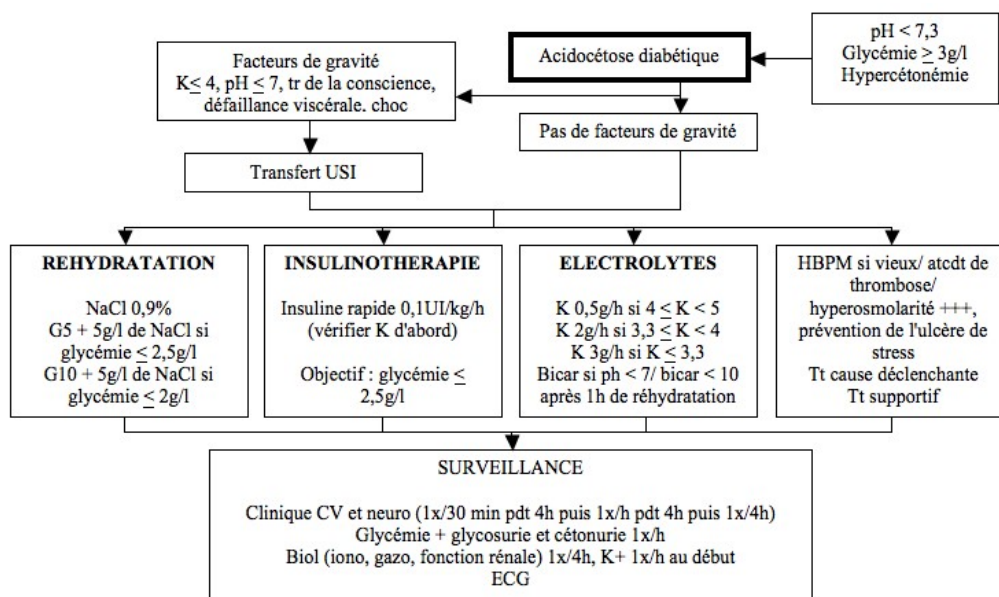 Facteurs de gravité
K≤ 4, pH ≤ 7, tr de la conscience,
défaillance viscérale. choc
Acidocétose diabétique
pH < 7,3
Glycémie ≥ 3g/l
Hypercétonémie
Pas de facteurs de gravité
Transfert USI
REHYDRATATION
NaCl 0,9%
G5 + 5g/l de NaCl si
glycémie ≤ 2,5g/l
G10 + 5g/l de NaCl si
glycémie ≤ 2g/l
INSULINOTHERAPIE
Insuline rapide 0,1UI/kg/h
(vérifier K d'abord)
Objectif : glycémie ≤
2,5g/l
ELECTROLYTES
K 0,5g/h si 4 ≤ K < 5
K 2g/h si 3,3 ≤ K < 4
K 3g/h si K ≤ 3,3
Bicar si ph < 7/ bicar < 10
après 1h de réhydratation
HBPM si vieux/ atcdt de
thrombose/
hyperosmolarité +++,
prévention de l'ulcère de
stress
Tt cause déclenchante
Tt supportif
SURVEILLANCE
Clinique CV et neuro (1x/30 min pdt 4h puis 1x/h pdt 4h puis 1x/4h)
Glycémie + glycosurie et cétonurie 1x/h
Biol (iono, gazo, fonction rénale) 1x/4h, K+ 1x/h au début
ECG